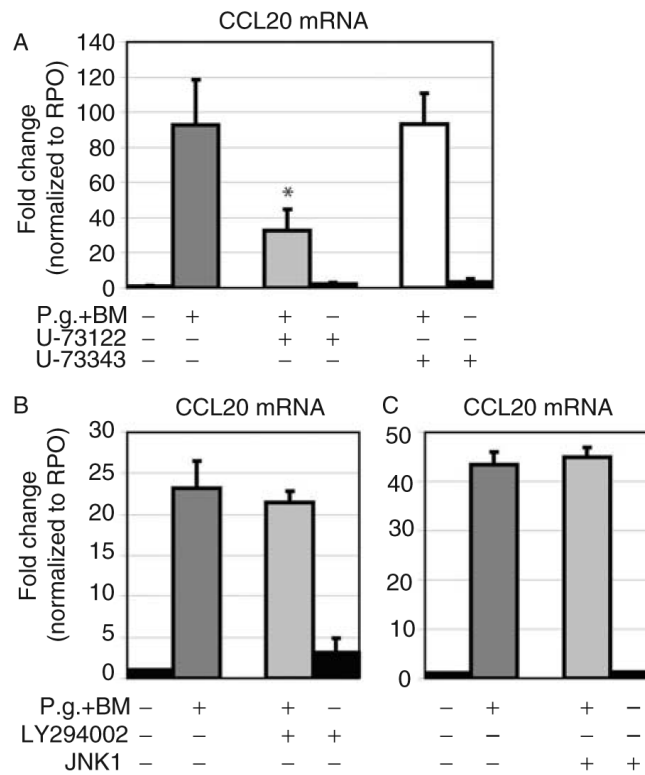 A
CCL20 mRNA
Fold change
(normalized to RPO)
140
120
100
80
60
40
20
0
*
P.g.+BM – + + – + –
U-73122 – – + + – –
U-73343 – – – – + +
B
CCL20 mRNA
Fold change
(normalized to RPO)
30
25
20
15
10
5
0
C
CCL20 mRNA
50
40
30
20
10
0
P.g.+BM – + + – – + + –
LY294002 – – + + – – – –
JNK1 – – – – – – + +